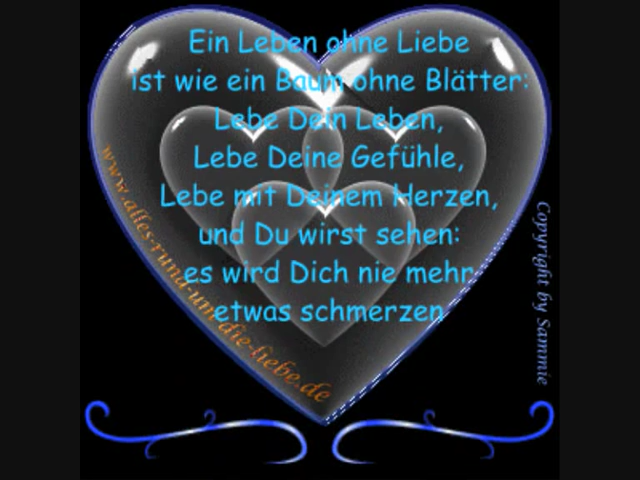 Ein Leben ohne Liebe
ist wie ein Baum ohne Blätter:
Lebe Dein Leben,
Lebe Deine Gefühle,
Lebe mit Deinem Herzen,
und Du wirst sehen:
es wird Dich nie mehr
etwas schmerzen
www.alles-rund-um-die-liebe.de
Copyright by Sammie